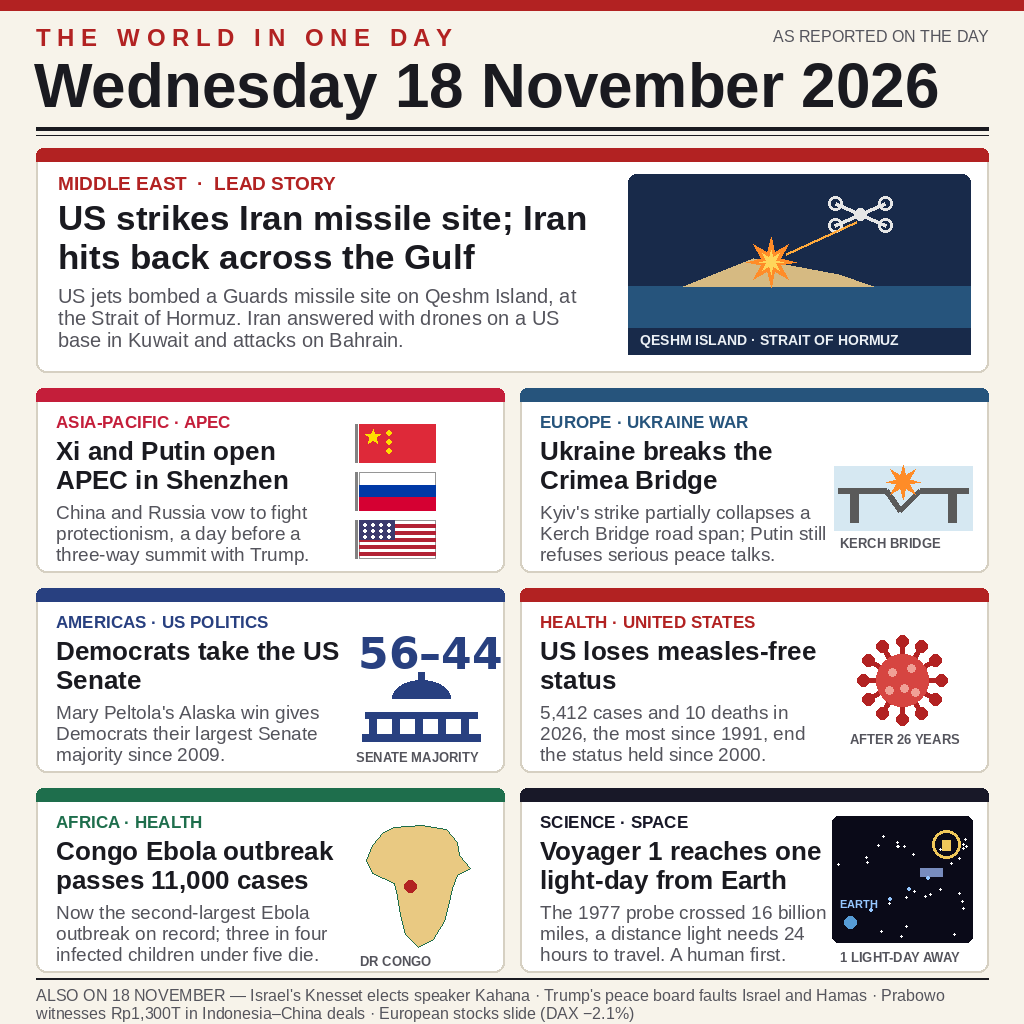 THE WORLD IN ONE DAY
AS REPORTED ON THE DAY
Wednesday 18 November 2026
MIDDLE EAST · LEAD STORY
US strikes Iran missile site; Iran
hits back across the Gulf
US jets bombed a Guards missile site on Qeshm Island, at
the Strait of Hormuz. Iran answered with drones on a US
base in Kuwait and attacks on Bahrain.
QESHM ISLAND · STRAIT OF HORMUZ
ASIA-PACIFIC · APEC
Xi and Putin open
APEC in Shenzhen
China and Russia vow to fight
protectionism, a day before a
three-way summit with Trump.
EUROPE · UKRAINE WAR
Ukraine breaks the
Crimea Bridge
Kyiv's strike partially collapses a
Kerch Bridge road span; Putin still
refuses serious peace talks.
KERCH BRIDGE
AMERICAS · US POLITICS
Democrats take the US
Senate
Mary Peltola's Alaska win gives
Democrats their largest Senate
majority since 2009.
56–44
SENATE MAJORITY
HEALTH · UNITED STATES
US loses measles-free
status
5,412 cases and 10 deaths in
2026, the most since 1991, end
the status held since 2000.
AFTER 26 YEARS
AFRICA · HEALTH
Congo Ebola outbreak
passes 11,000 cases
Now the second-largest Ebola
outbreak on record; three in four
infected children under five die.
DR CONGO
SCIENCE · SPACE
Voyager 1 reaches one
light-day from Earth
The 1977 probe crossed 16 billion
miles, a distance light needs 24
hours to travel. A human first.
EARTH
1 LIGHT-DAY AWAY
ALSO ON 18 NOVEMBER — Israel's Knesset elects speaker Kahana · Trump's peace board faults Israel and Hamas · Prabowo
witnesses Rp1,300T in Indonesia–China deals · European stocks slide (DAX −2.1%)